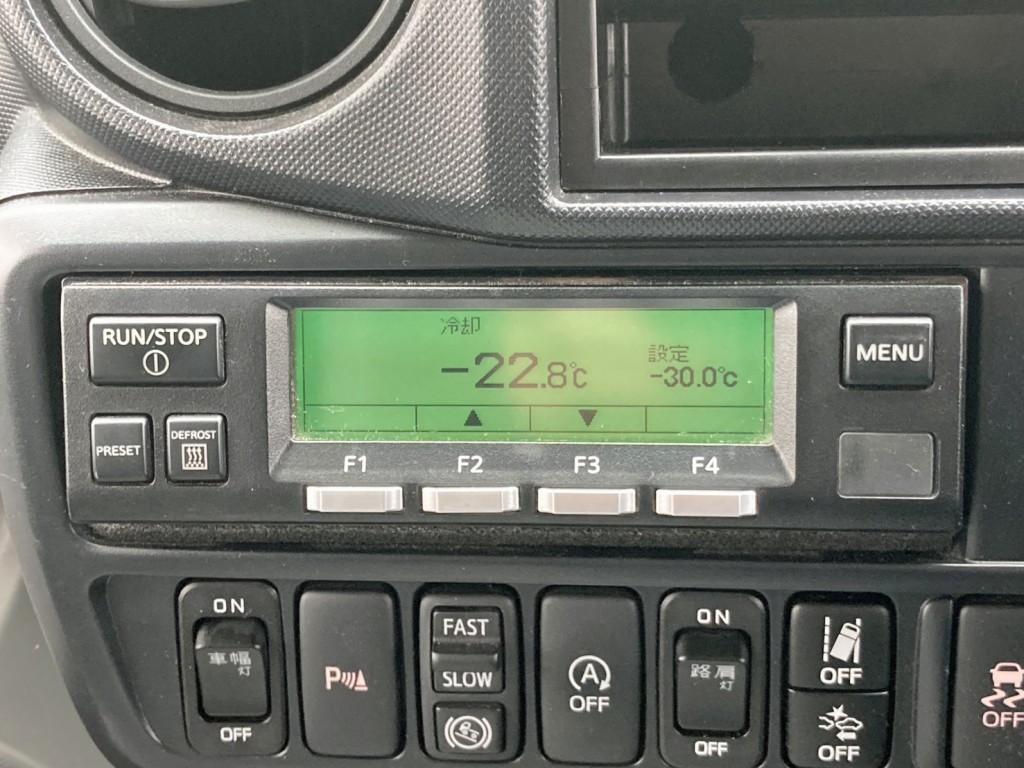 RUN/STOP
PRESET
DEFROST
冷却
-22.8℃
設定
-30.0℃
▲ ▼
F1 F2 F3 F4
MENU
ON
車幅灯
OFF
P
FAST
SLOW
A
OFF
ON
路肩灯
OFF
OFF
OFF
OFF